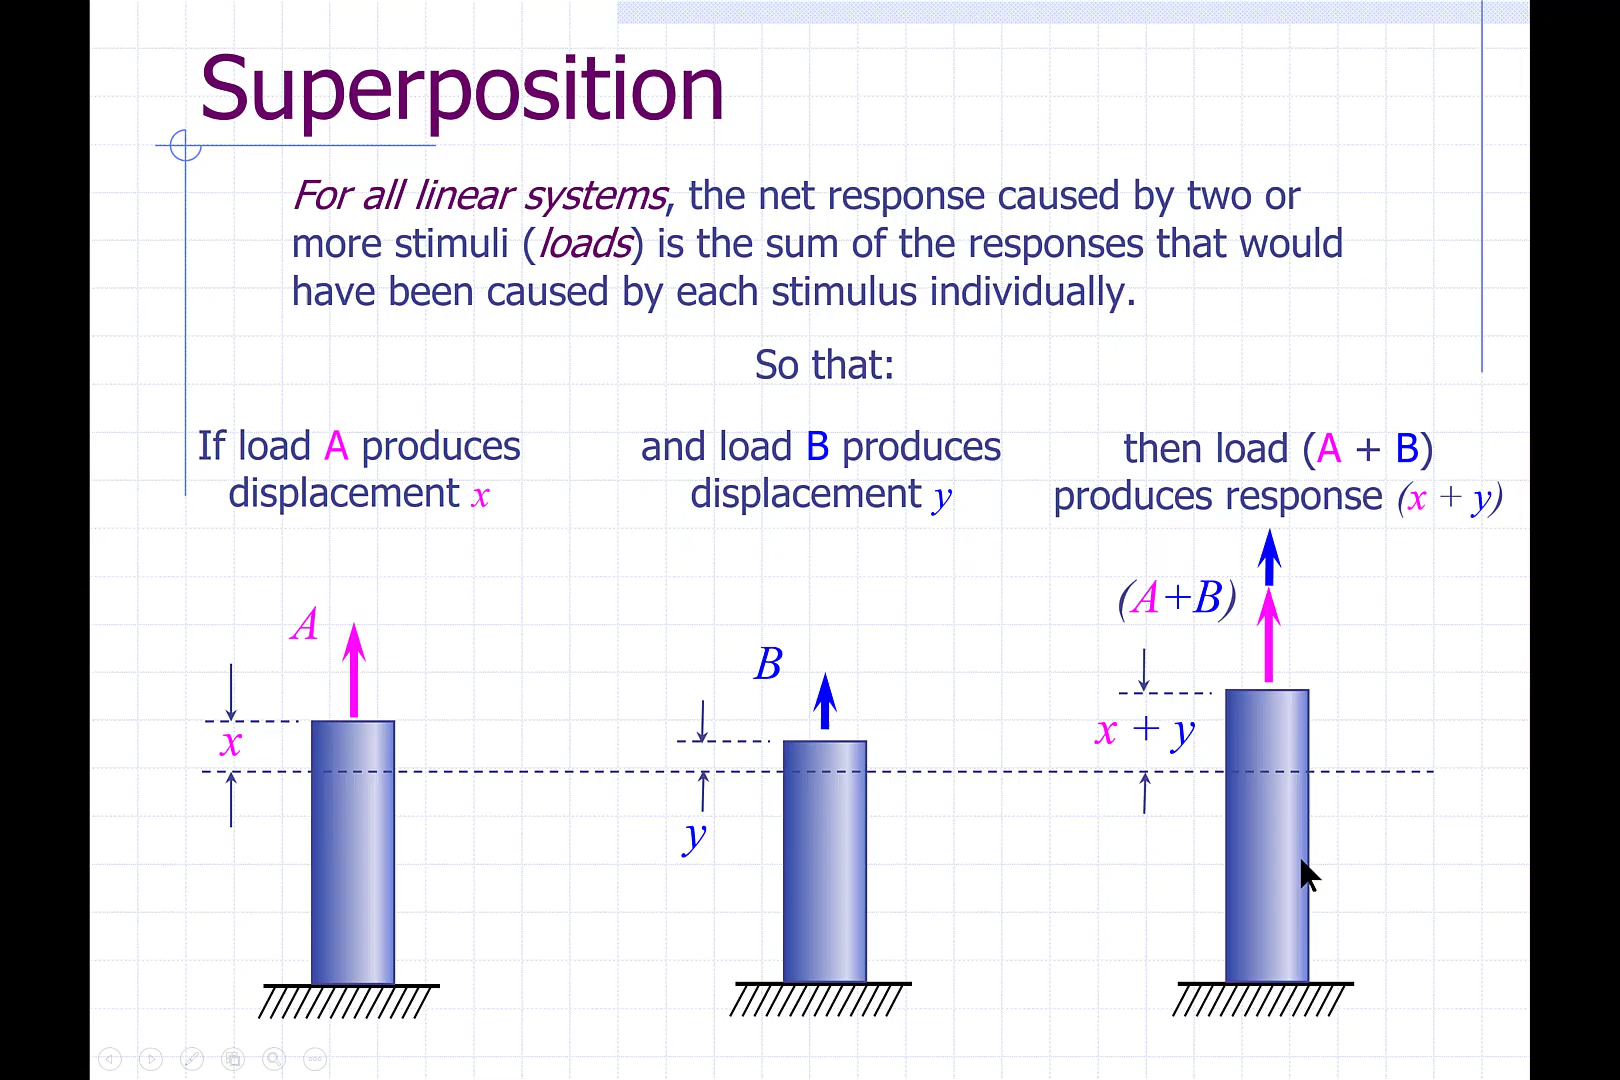 Superposition
For all linear systems, the net response caused by two or
more stimuli (loads) is the sum of the responses that would
have been caused by each stimulus individually.
So that:
If load A produces
displacement x
and load B produces
displacement y
then load (A + B)
produces response (x + y)
A
x
B
y
(A+B)
x + y